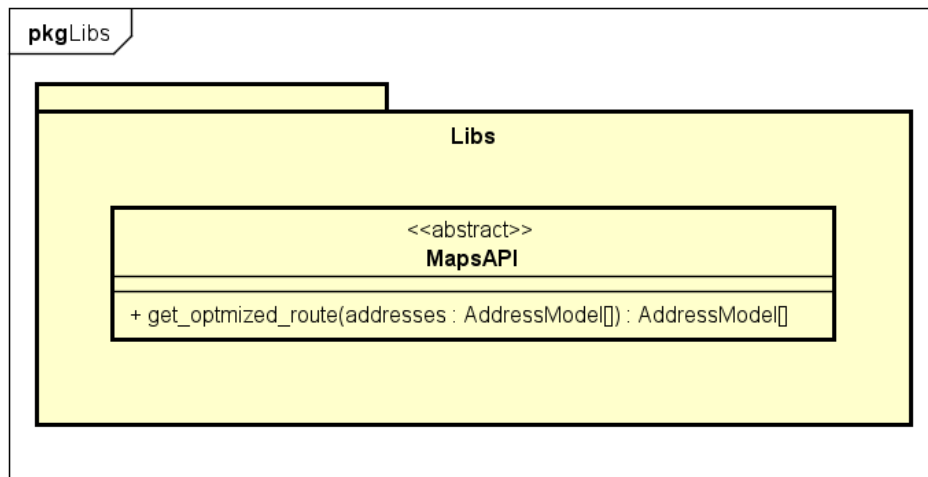 pkgLibs
Libs
<<abstract>>
MapsAPI
+ get_optmized_route(addresses : AddressModel[]) : AddressModel[]